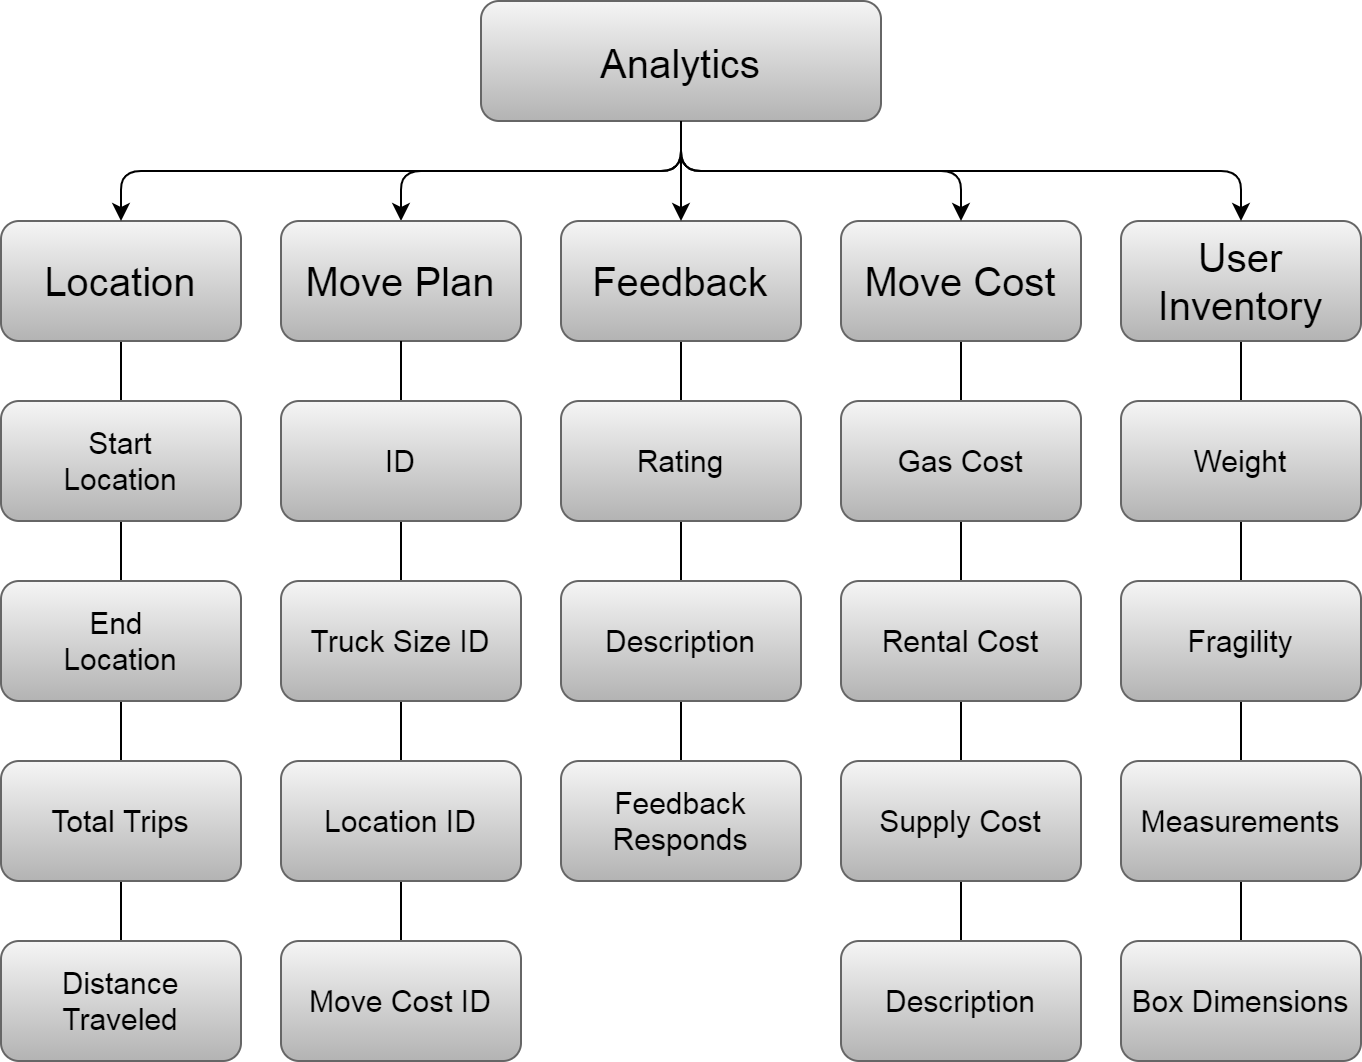 Analytics
Location
Move Plan
Feedback
Move Cost
User
Inventory
Start
Location
ID
Rating
Gas Cost
Weight
End
Location
Truck Size ID
Description
Rental Cost
Fragility
Total Trips
Location ID
Feedback
Responds
Supply Cost
Measurements
Distance
Traveled
Move Cost ID
Description
Box Dimensions